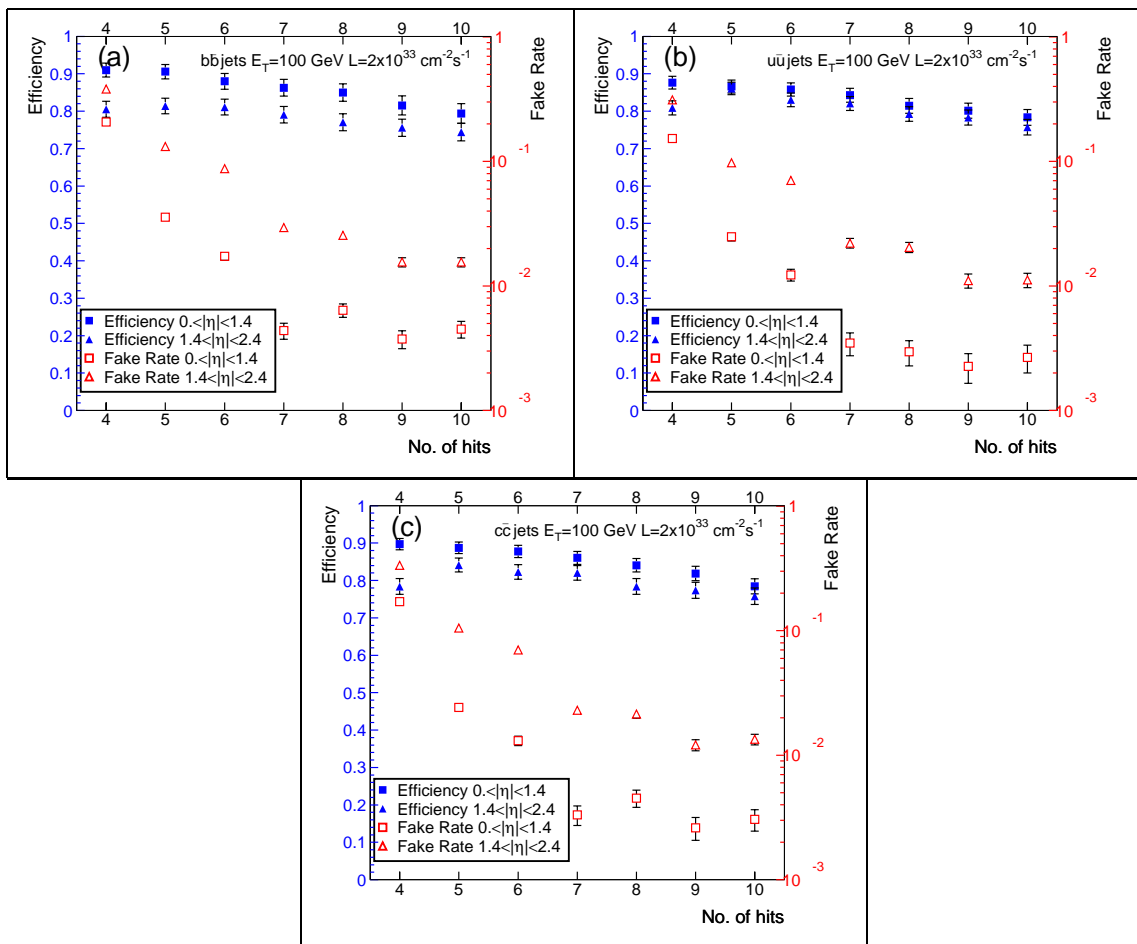 4 5 6 7 8 9 10
(a) bb̄ jets E_T=100 GeV L=2x10^33 cm^-2s^-1
Efficiency
Fake Rate
1
0.9
0.8
0.7
0.6
0.5
0.4
0.3
0.2
0.1
0
1
10^-1
10^-2
10^-3
Efficiency 0.<|η|<1.4
Efficiency 1.4<|η|<2.4
Fake Rate 0.<|η|<1.4
Fake Rate 1.4<|η|<2.4
4 5 6 7 8 9 10
No. of hits
4 5 6 7 8 9 10
(b) uū jets E_T=100 GeV L=2x10^33 cm^-2s^-1
Efficiency
Fake Rate
1
0.9
0.8
0.7
0.6
0.5
0.4
0.3
0.2
0.1
0
1
10^-1
10^-2
10^-3
Efficiency 0.<|η|<1.4
Efficiency 1.4<|η|<2.4
Fake Rate 0.<|η|<1.4
Fake Rate 1.4<|η|<2.4
4 5 6 7 8 9 10
No. of hits
4 5 6 7 8 9 10
(c) cc̄ jets E_T=100 GeV L=2x10^33 cm^-2s^-1
Efficiency
Fake Rate
1
0.9
0.8
0.7
0.6
0.5
0.4
0.3
0.2
0.1
0
1
10^-1
10^-2
10^-3
Efficiency 0.<|η|<1.4
Efficiency 1.4<|η|<2.4
Fake Rate 0.<|η|<1.4
Fake Rate 1.4<|η|<2.4
4 5 6 7 8 9 10
No. of hits